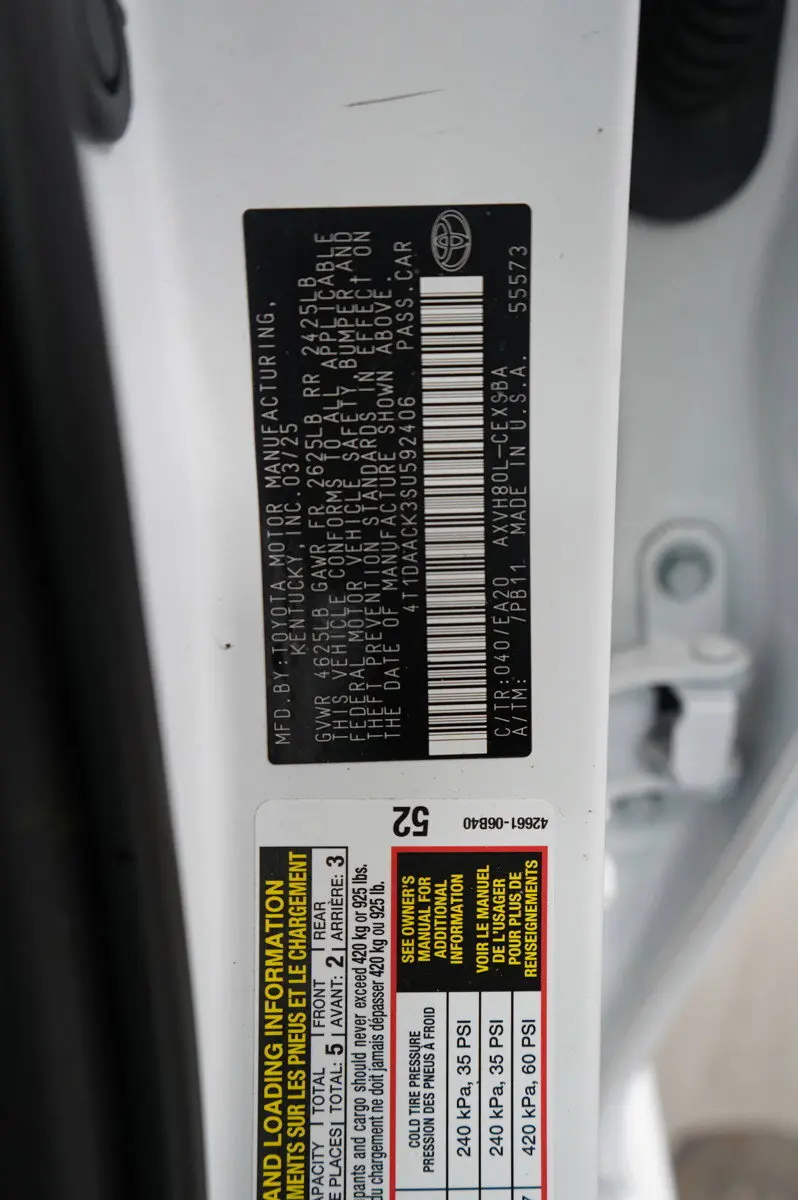 MFD.BY:TOYOTA MOTOR MANUFACTURING,
KENTUCKY,INC.03/25
GVWR 4625LB GAWR FR 2625LB RR 2425LB
THIS VEHICLE CONFORMS TO ALL APPLICABLE
FEDERAL MOTOR VEHICLE SAFETY BUMPER AND
THEFT PREVENTION STANDARDS IN EFFECT ON
THE DATE OF MANUFACTURE SHOWN ABOVE.
4T1DAACK3SU592406 PASS.CAR
C/TR:040/EA20 AXVH80L-CEXSBA
A/TM: /PB11 MADE IN U.S.A. 55573
52
42661-06B40
AND LOADING INFORMATION
MENTS SUR LES PNEUS ET LE CHARGEMENT
TOTAL FRONT REAR
E PLACES TOTAL: 5 AVANT: 2 ARRIÈRE: 3
pants and cargo should never exceed 420 kg or 925 lbs.
du chargement ne doit jamais dépasser 420 kg ou 925 lb.
COLD TIRE PRESSURE
PRESSION DES PNEUS À FROID
240 kPa, 35 PSI
240 kPa, 35 PSI
420 kPa, 60 PSI
SEE OWNER'S
MANUAL FOR
ADDITIONAL
INFORMATION
VOIR LE MANUEL
DE L'USAGER
POUR PLUS DE
RENSEIGNEMENTS